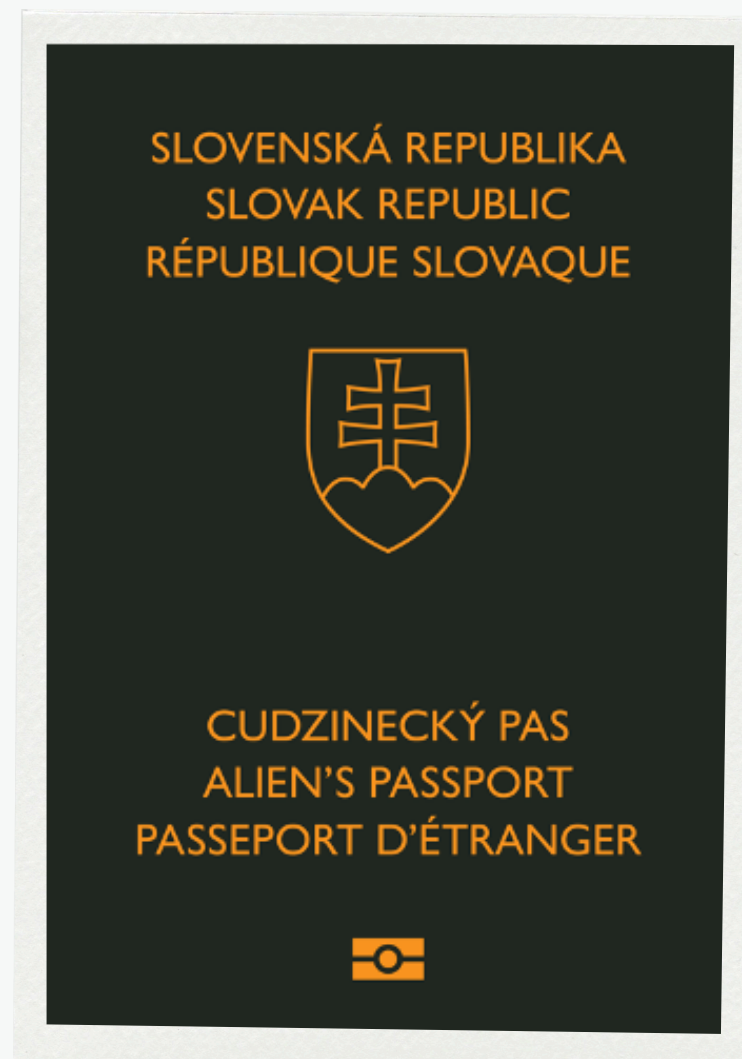 SLOVENSKÁ REPUBLIKA
SLOVAK REPUBLIC
RÉPUBLIQUE SLOVAQUE
CUDZINECKÝ PAS
ALIEN’S PASSPORT
PASSEPORT D’ÉTRANGER